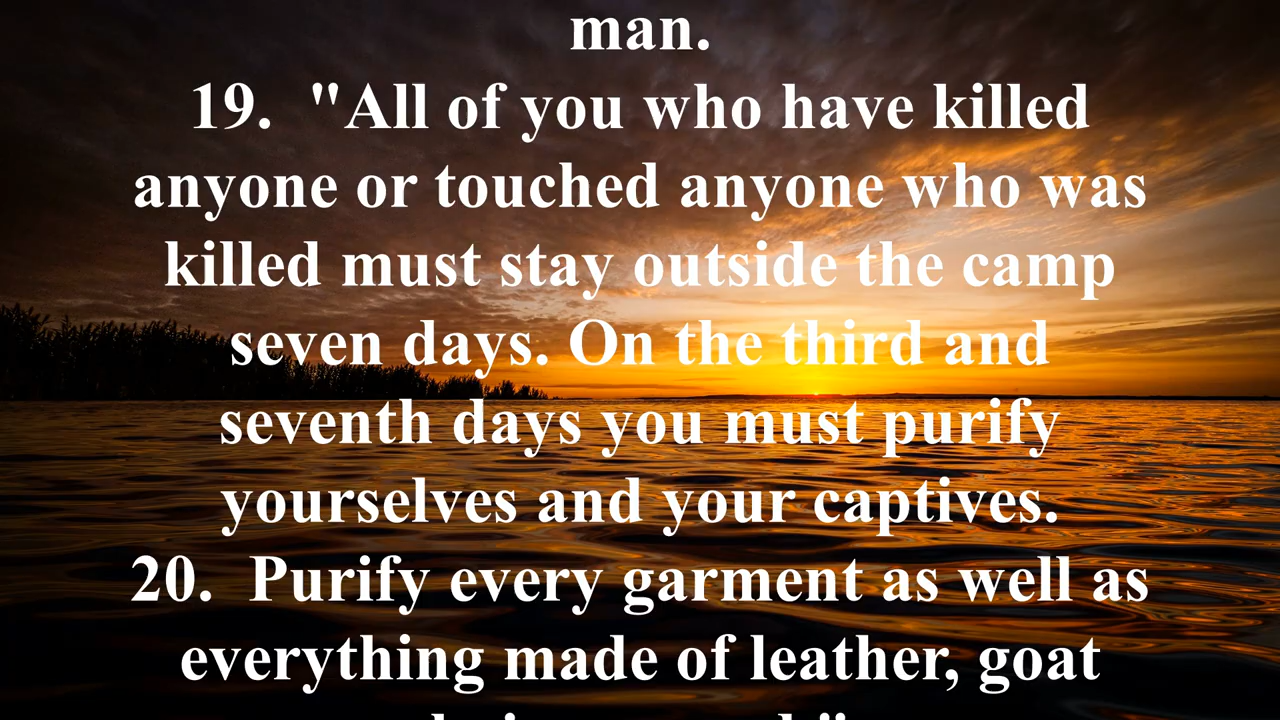 man.
19. "All of you who have killed
anyone or touched anyone who was
killed must stay outside the camp
seven days. On the third and
seventh days you must purify
yourselves and your captives.
20. Purify every garment as well as
everything made of leather, goat